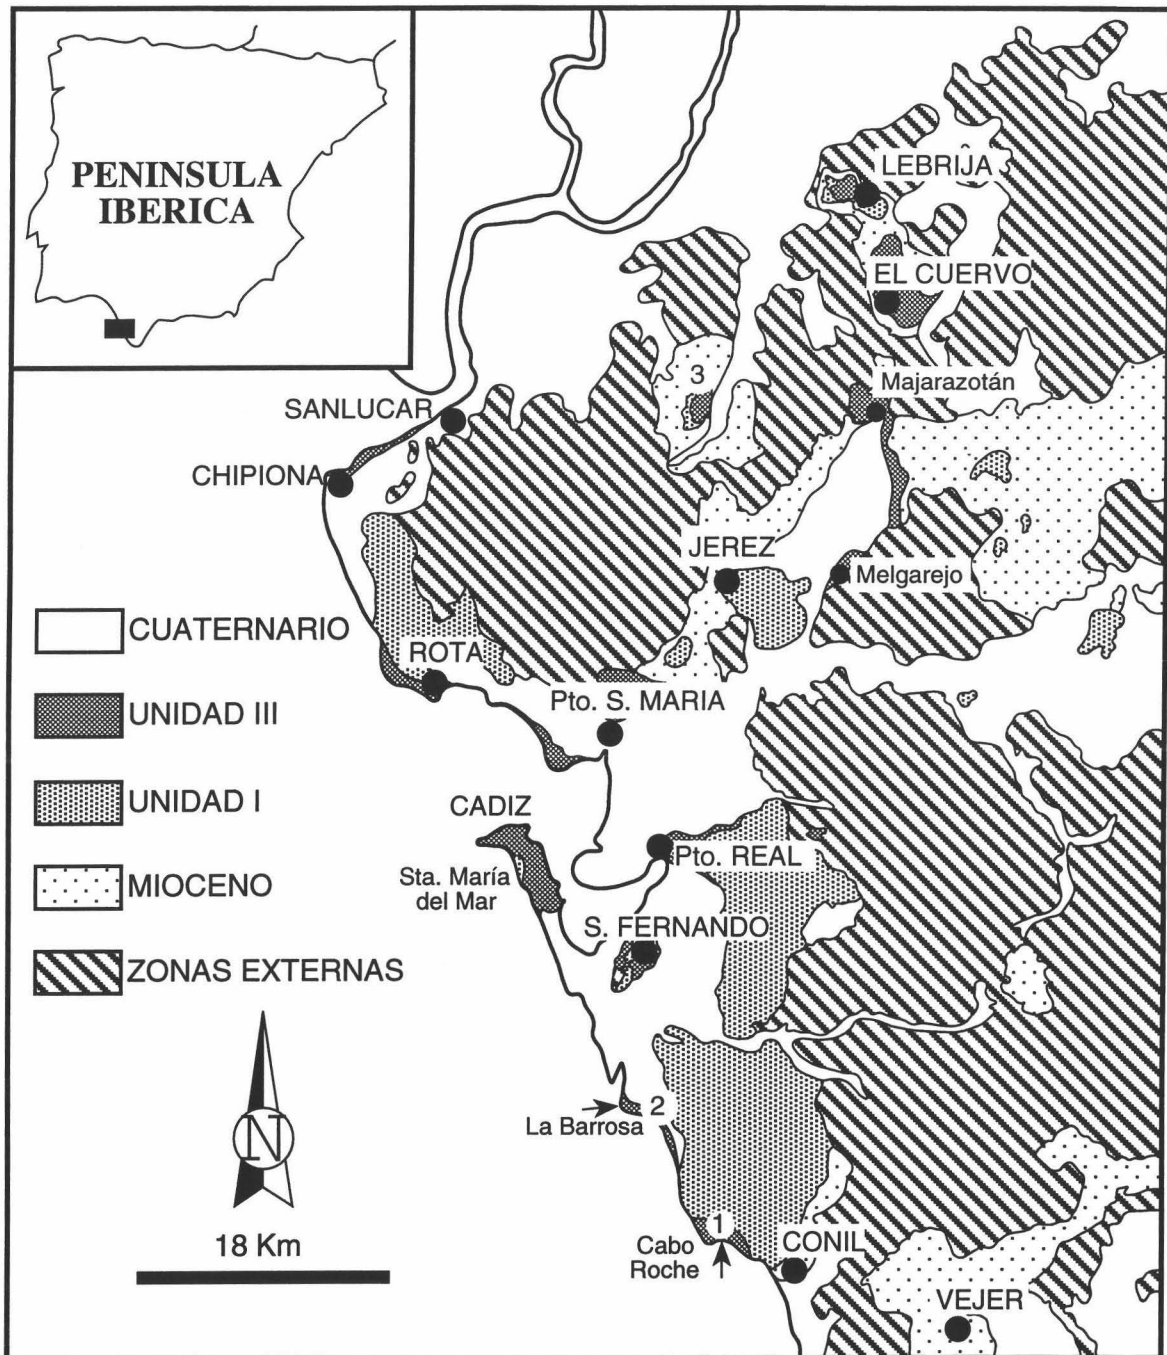 PENINSULA
IBERICA
LEBRIJA
EL CUERVO
3
Majarazotán
SANLUCAR
CHIPIONA
JEREZ
Melgarejo
CUATERNARIO
ROTA
Pto. S. MARIA
UNIDAD III
CADIZ
UNIDAD I
Pto. REAL
Sta. María
del Mar
MIOCENO
S. FERNANDO
ZONAS EXTERNAS
2
La Barrosa
N
1
18 Km
Cabo
Roche
CONIL
VEJER